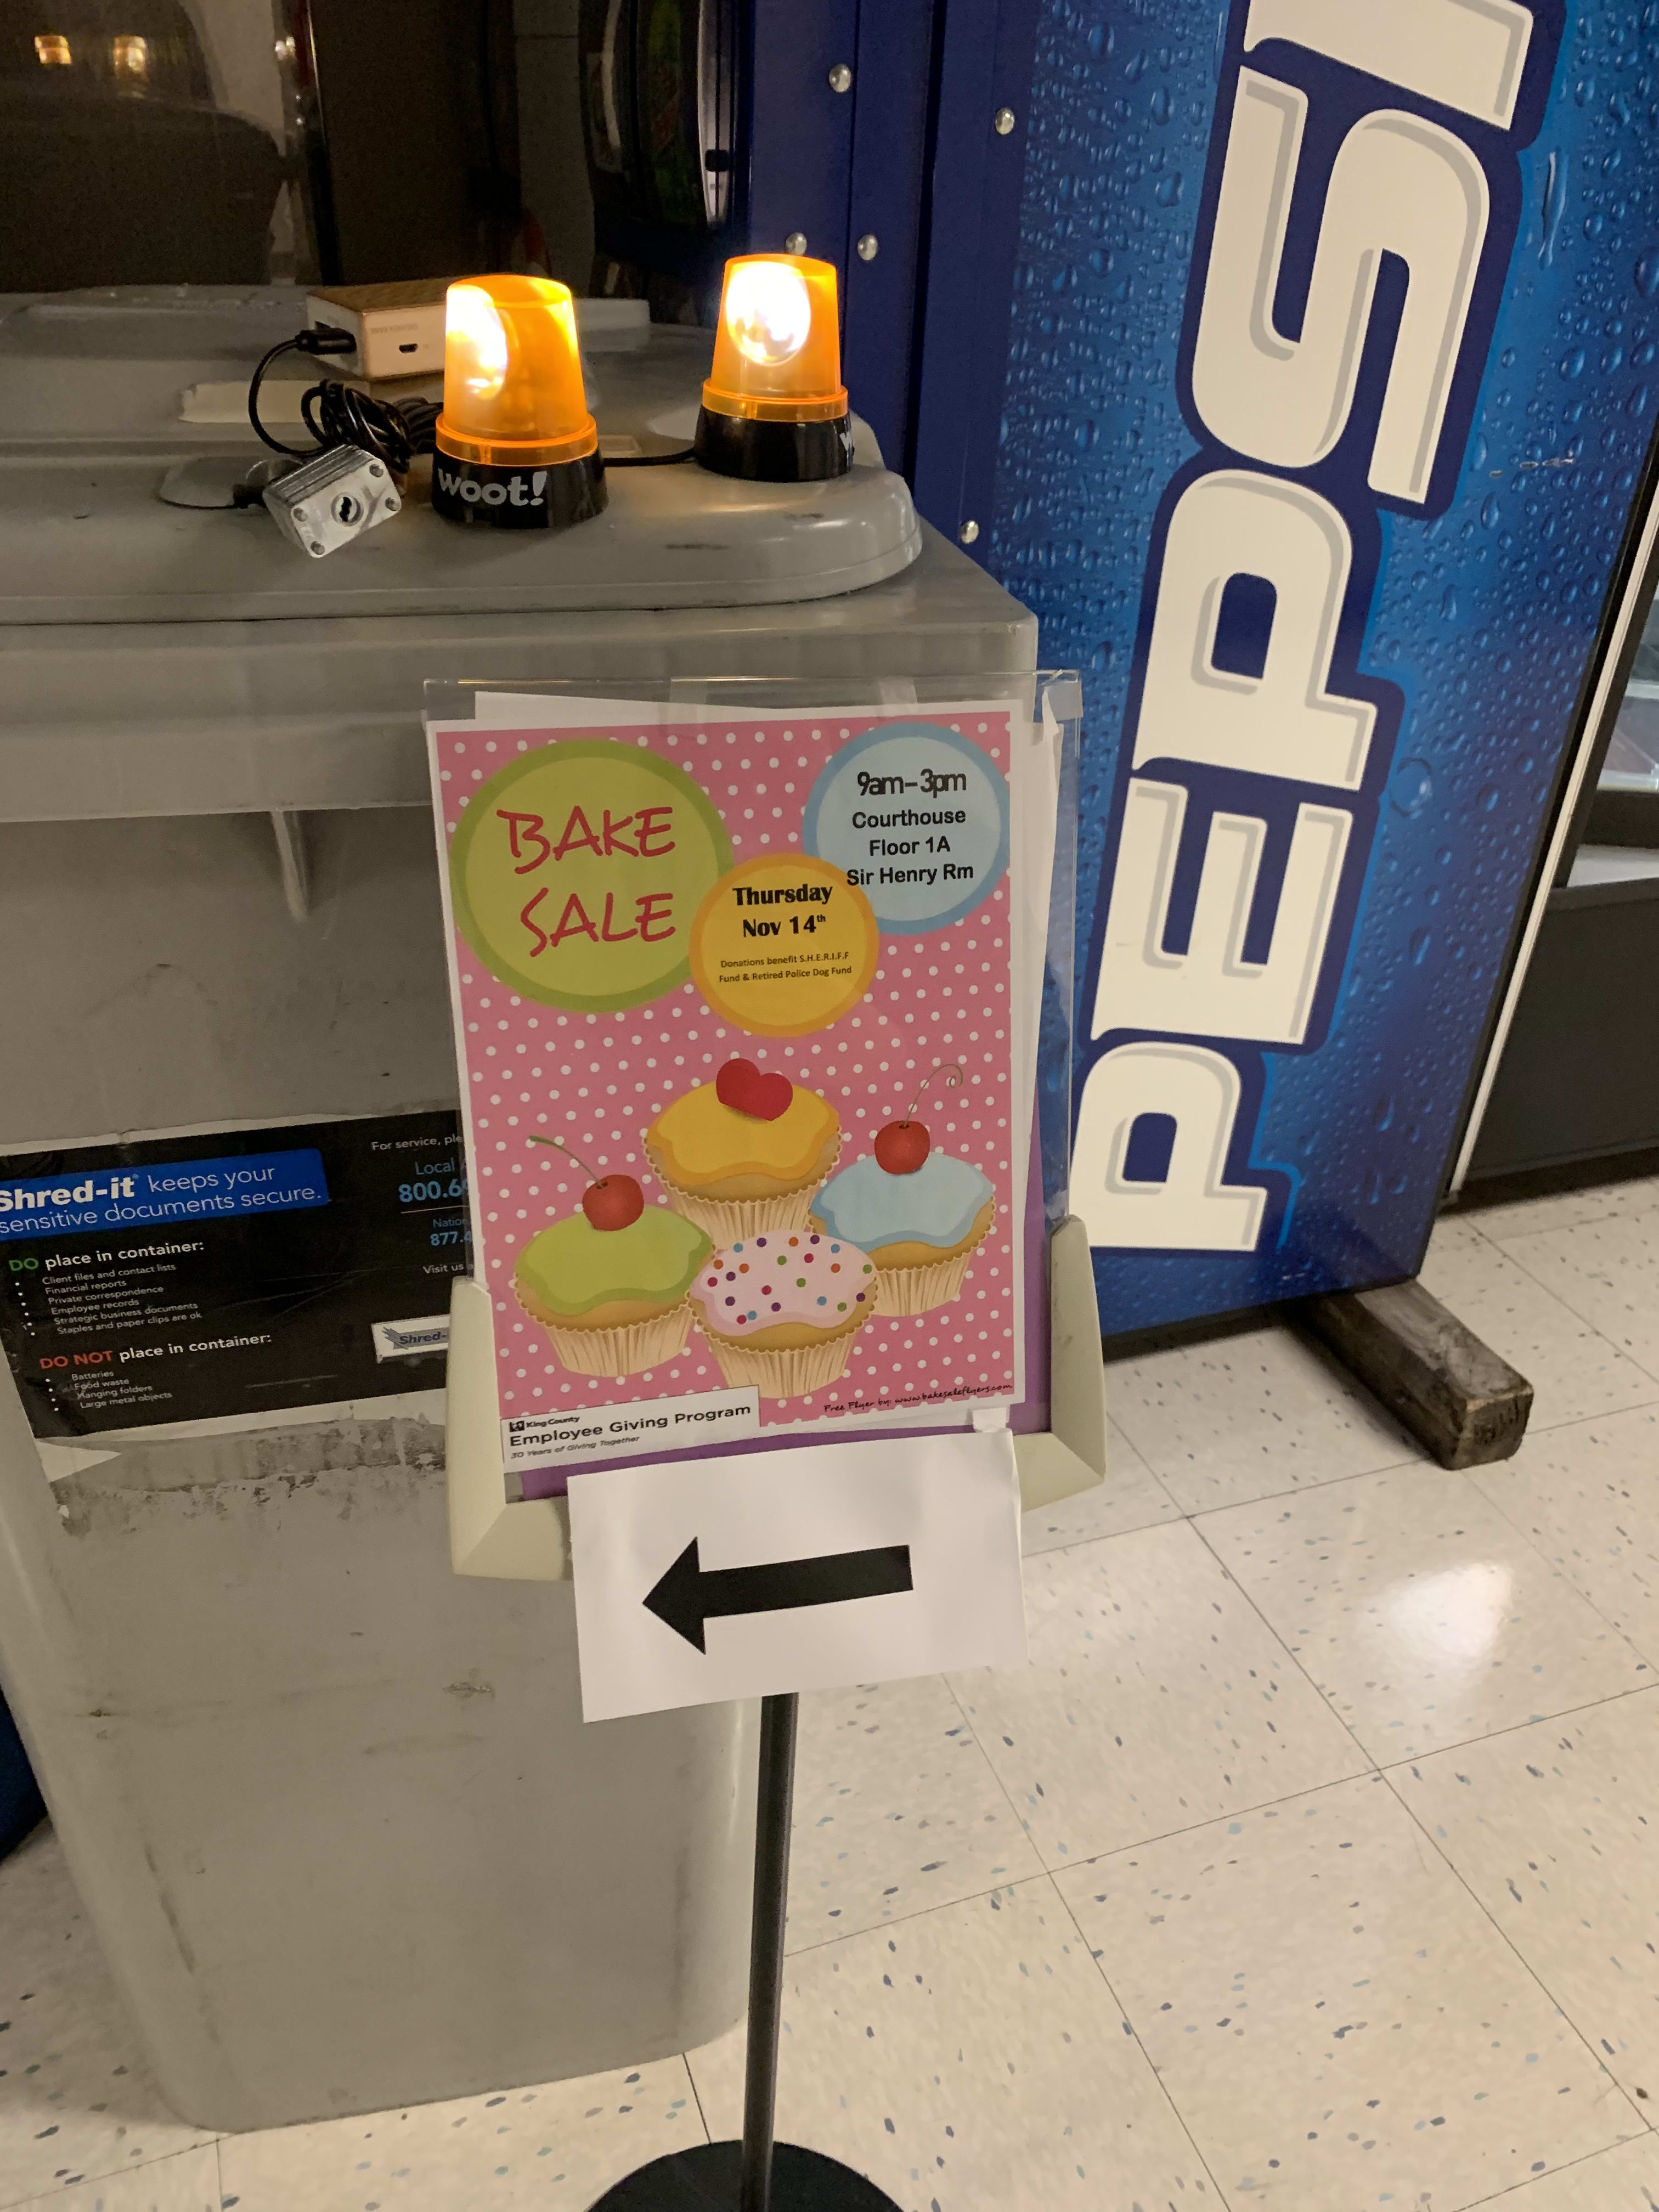 PEPSI
woot!
BAKE
SALE
9am-3pm
Courthouse
Floor 1A
Sir Henry Rm
Thursday
Nov 14th
Donations benefit S.H.E.R.I.F.F
Fund & Retired Police Dog Fund
Free Flyer by: www.bakesaleflyers.com
King County
Employee Giving Program
30 Years of Giving Together
Shred-it keeps your
sensitive documents secure.
DO place in container:
Client files and contact lists
Financial reports
Private correspondence
Employee records
Strategic business documents
Staples and paper clips are ok
DO NOT place in container:
Batteries
Food waste
Hanging folders
Large metal objects
For service,
Local
800.6
877.4
Visit us
Shred-